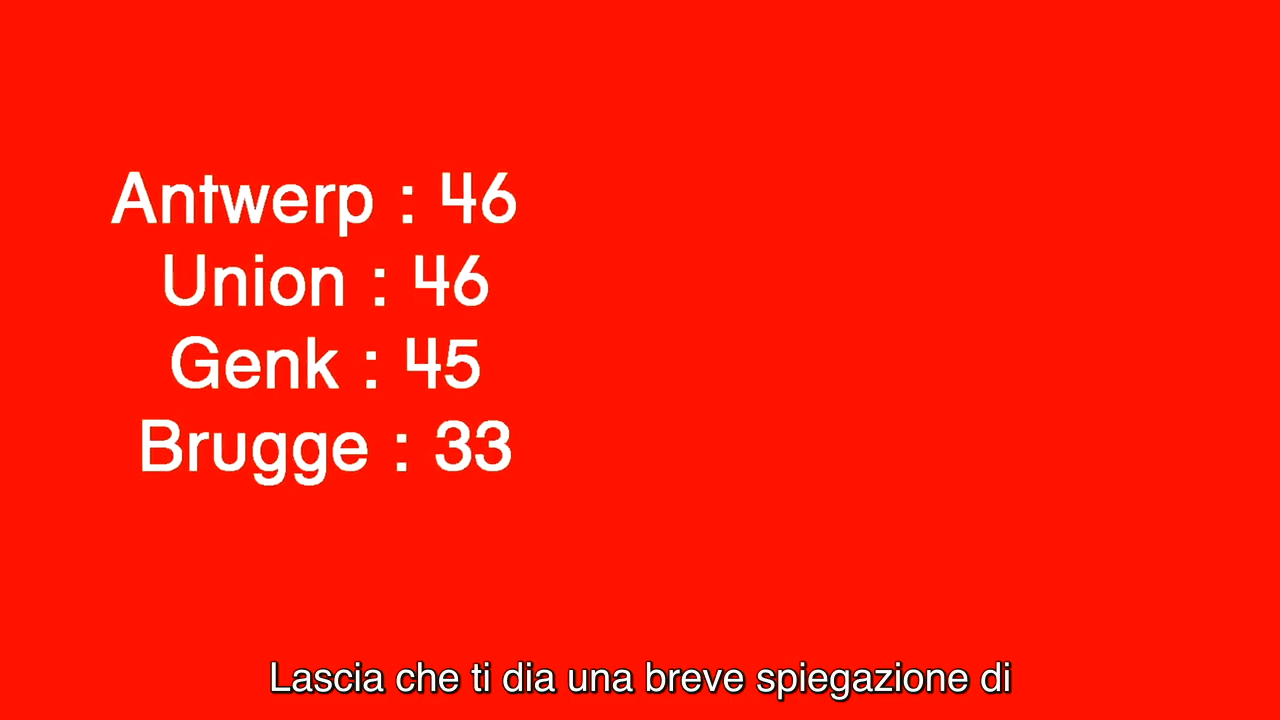 Antwerp : 46
Union : 46
Genk : 45
Brugge : 33
Lascia che ti dia una breve spiegazione di